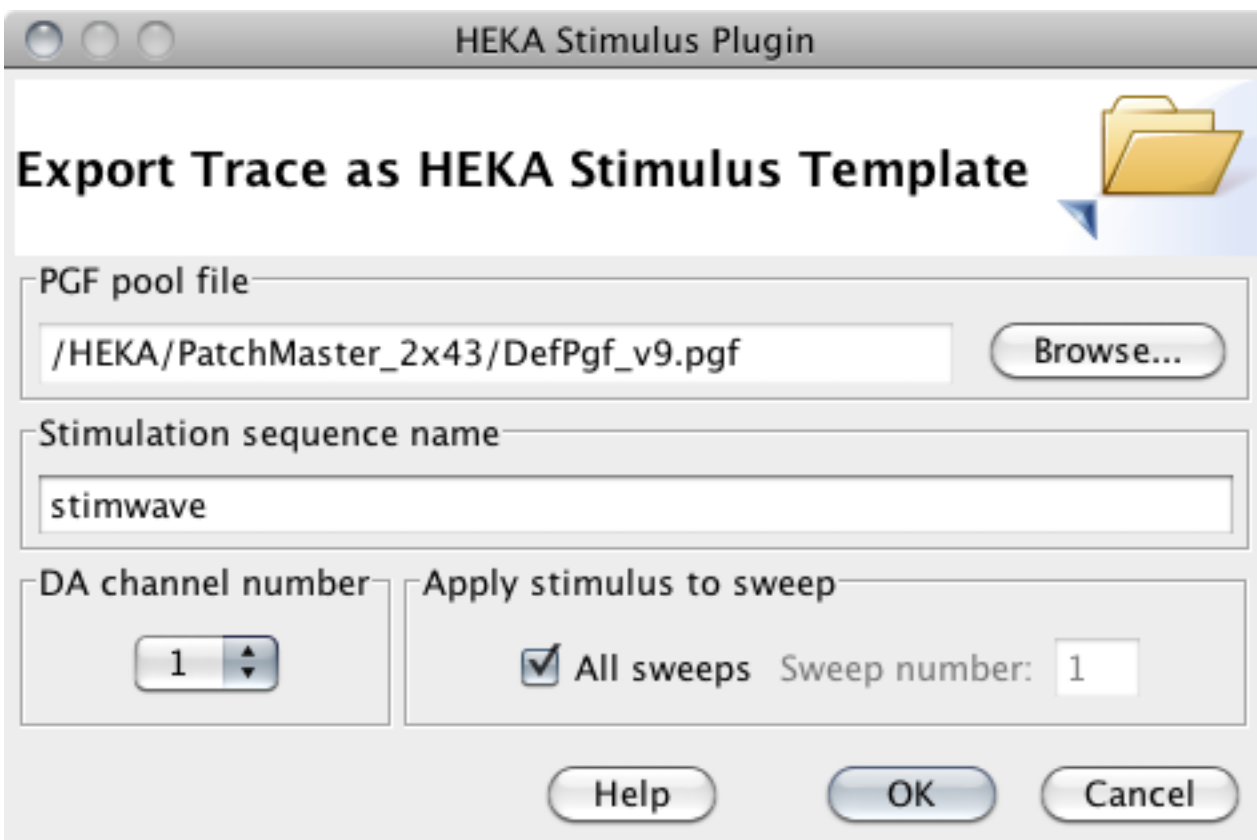 HEKA Stimulus Plugin
Export Trace as HEKA Stimulus Template
PGF pool file
/HEKA/PatchMaster_2x43/DefPgf_v9.pgf
Browse...
Stimulation sequence name
stimwave
DA channel number
1
Apply stimulus to sweep
All sweeps
Sweep number:
1
Help
OK
Cancel